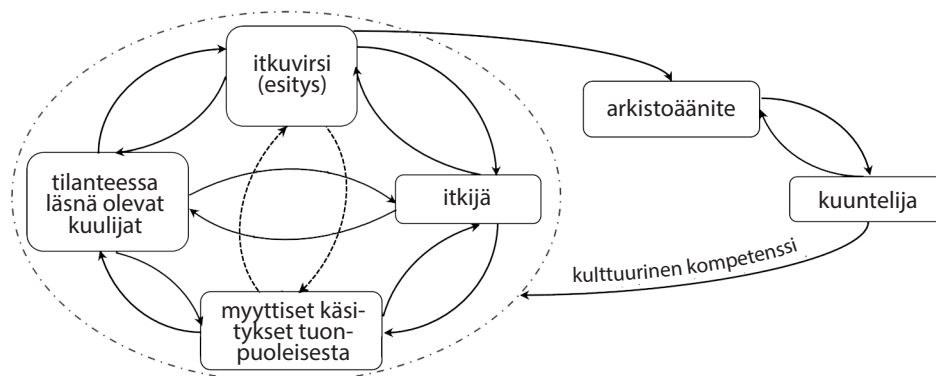 itkuvirsi
(esitys)
arkistoäänite
tilanteessa
läsnä olevat
kuulijat
itkijä
kuuntelija
kulttuurinen kompetenssi
myyttiset käsi-
tykset tuon-
puoleisesta